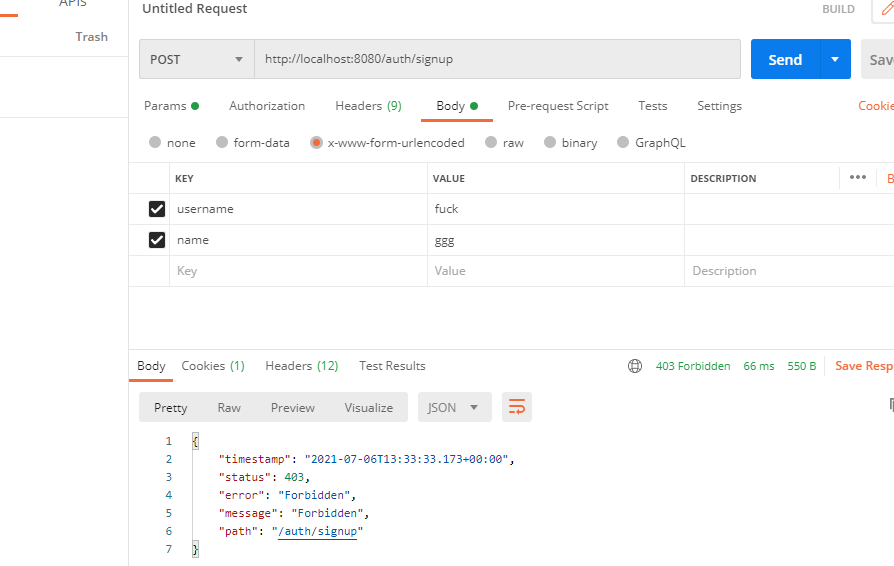 APIs
Trash
Untitled Request
BUILD
POST
http://localhost:8080/auth/signup
Send
Params
Authorization
Headers (9)
Body
Pre-request Script
Tests
Settings
none
form-data
x-www-form-urlencoded
raw
binary
GraphQL
KEY
VALUE
DESCRIPTION
•••
username
fuck
name
ggg
Key
Value
Description
Body
Cookies (1)
Headers (12)
Test Results
403 Forbidden
66 ms
550 B
Save Resp
Pretty
Raw
Preview
Visualize
JSON
1 {
2 "timestamp": "2021-07-06T13:33:33.173+00:00",
3 "status": 403,
4 "error": "Forbidden",
5 "message": "Forbidden",
6 "path": "/auth/signup"
7 }